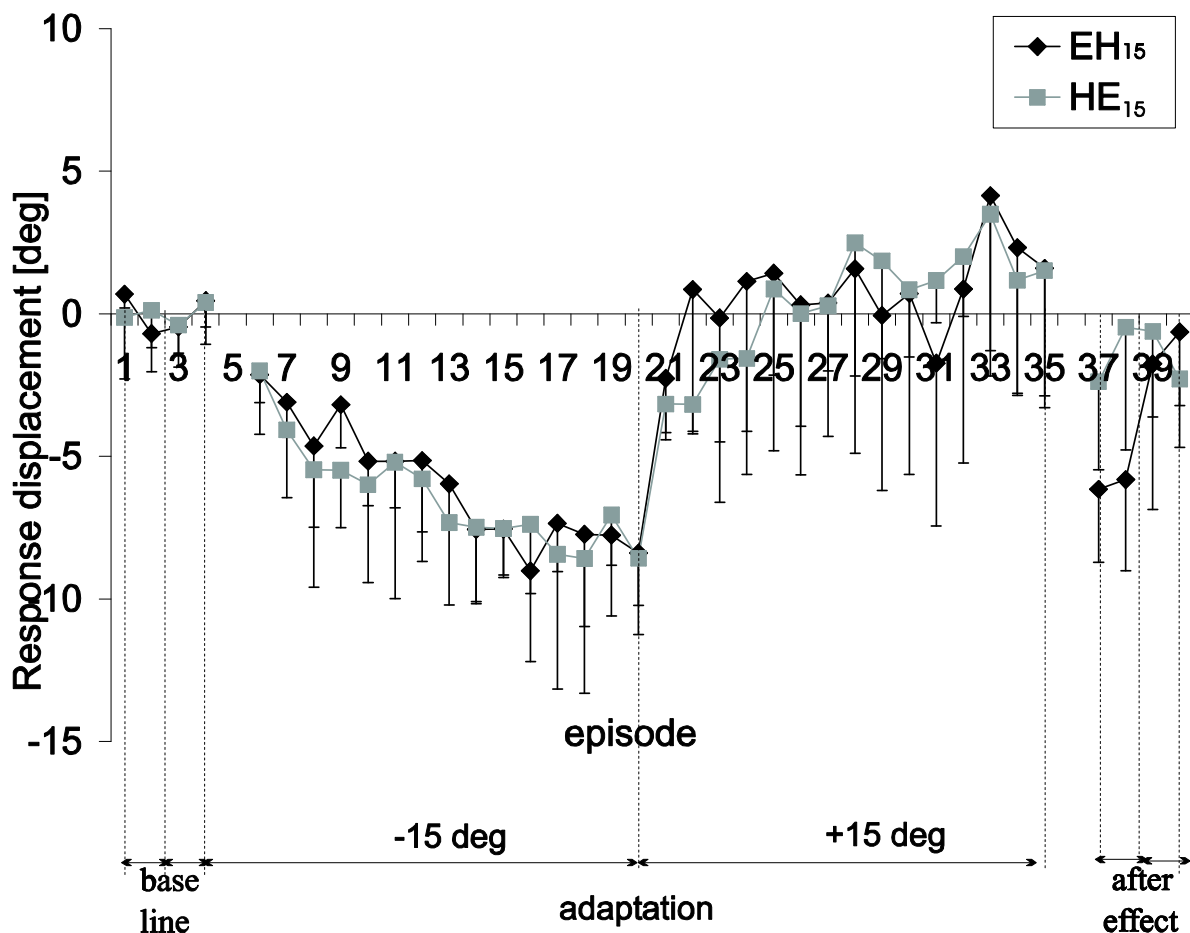 10
EH15
HE15
5
Response displacement [deg]
0
1 3 5 7 9 11 13 15 17 19 21 23 25 27 29 31 33 35 37 39
-5
-10
episode
-15
-15 deg
+15 deg
base
line
adaptation
after
effect